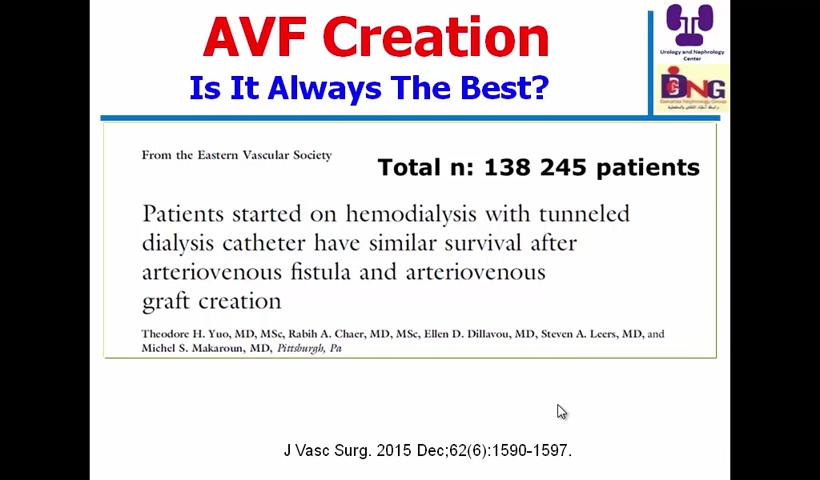 AVF Creation
Is It Always The Best?
Urology and Nephrology
Center
From the Eastern Vascular Society
Total n: 138 245 patients
Patients started on hemodialysis with tunneled
dialysis catheter have similar survival after
arteriovenous fistula and arteriovenous
graft creation
Theodore H. Yuo, MD, MSc, Rabih A. Chaer, MD, MSc, Ellen D. Dillavou, MD, Steven A. Leers, MD, and
Michel S. Makaroun, MD, Pittsburgh, Pa
J Vasc Surg. 2015 Dec;62(6):1590-1597.